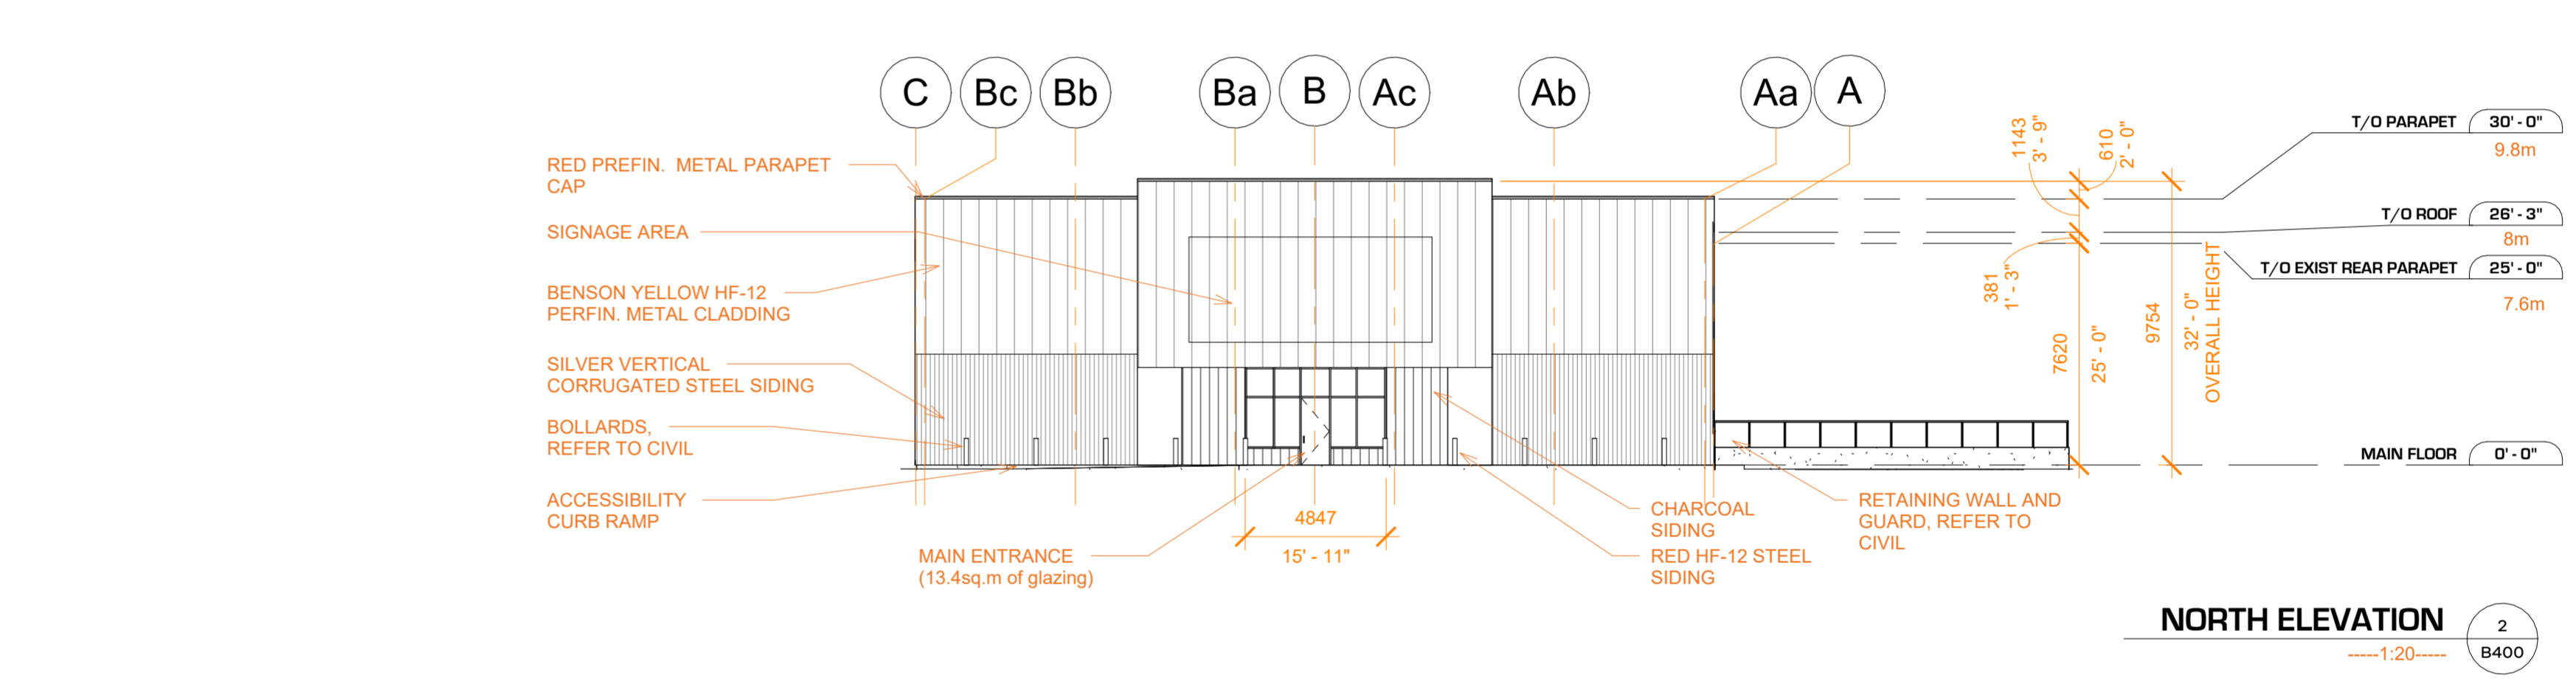 C Bc Bb Ba B Ac Ab Aa A
RED PREFIN. METAL PARAPET
CAP
SIGNAGE AREA
BENSON YELLOW HF-12
PERFIN. METAL CLADDING
SILVER VERTICAL
CORRUGATED STEEL SIDING
BOLLARDS,
REFER TO CIVIL
ACCESSIBILITY
CURB RAMP
MAIN ENTRANCE
(13.4sq.m of glazing)
4847
15' - 11"
CHARCOAL
SIDING
RED HF-12 STEEL
SIDING
RETAINING WALL AND
GUARD, REFER TO
CIVIL
1143
3' - 9"
610
2' - 0"
381
1' - 3"
7620
25' - 0"
9754
32' - 0"
OVERALL HEIGHT
T/O PARAPET 30' - 0"
9.8m
T/O ROOF 26' - 3"
8m
T/O EXIST REAR PARAPET 25' - 0"
7.6m
MAIN FLOOR 0' - 0"
NORTH ELEVATION
-----1:20-----
2
B400